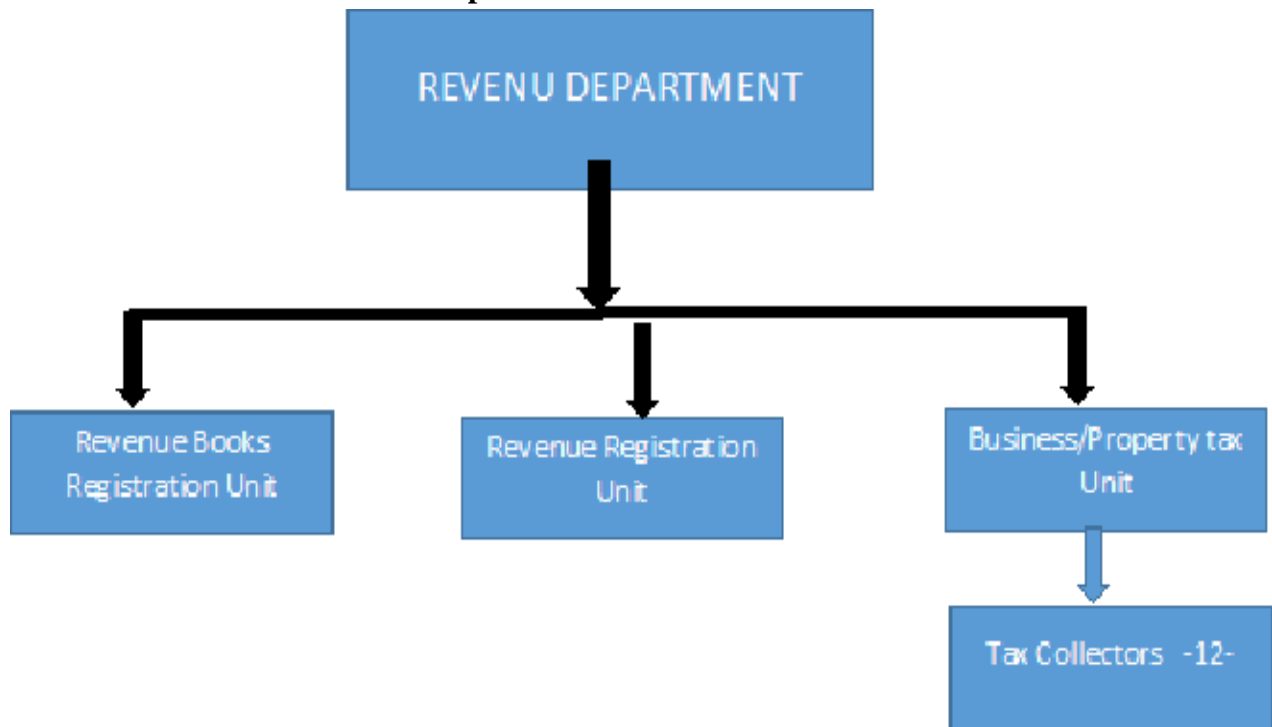 REVENU DEPARTMENT
Revenue Books
Registration Unit
Revenue Registration
Unit
Business/Property tax
Unit
Tax Collectors -12-